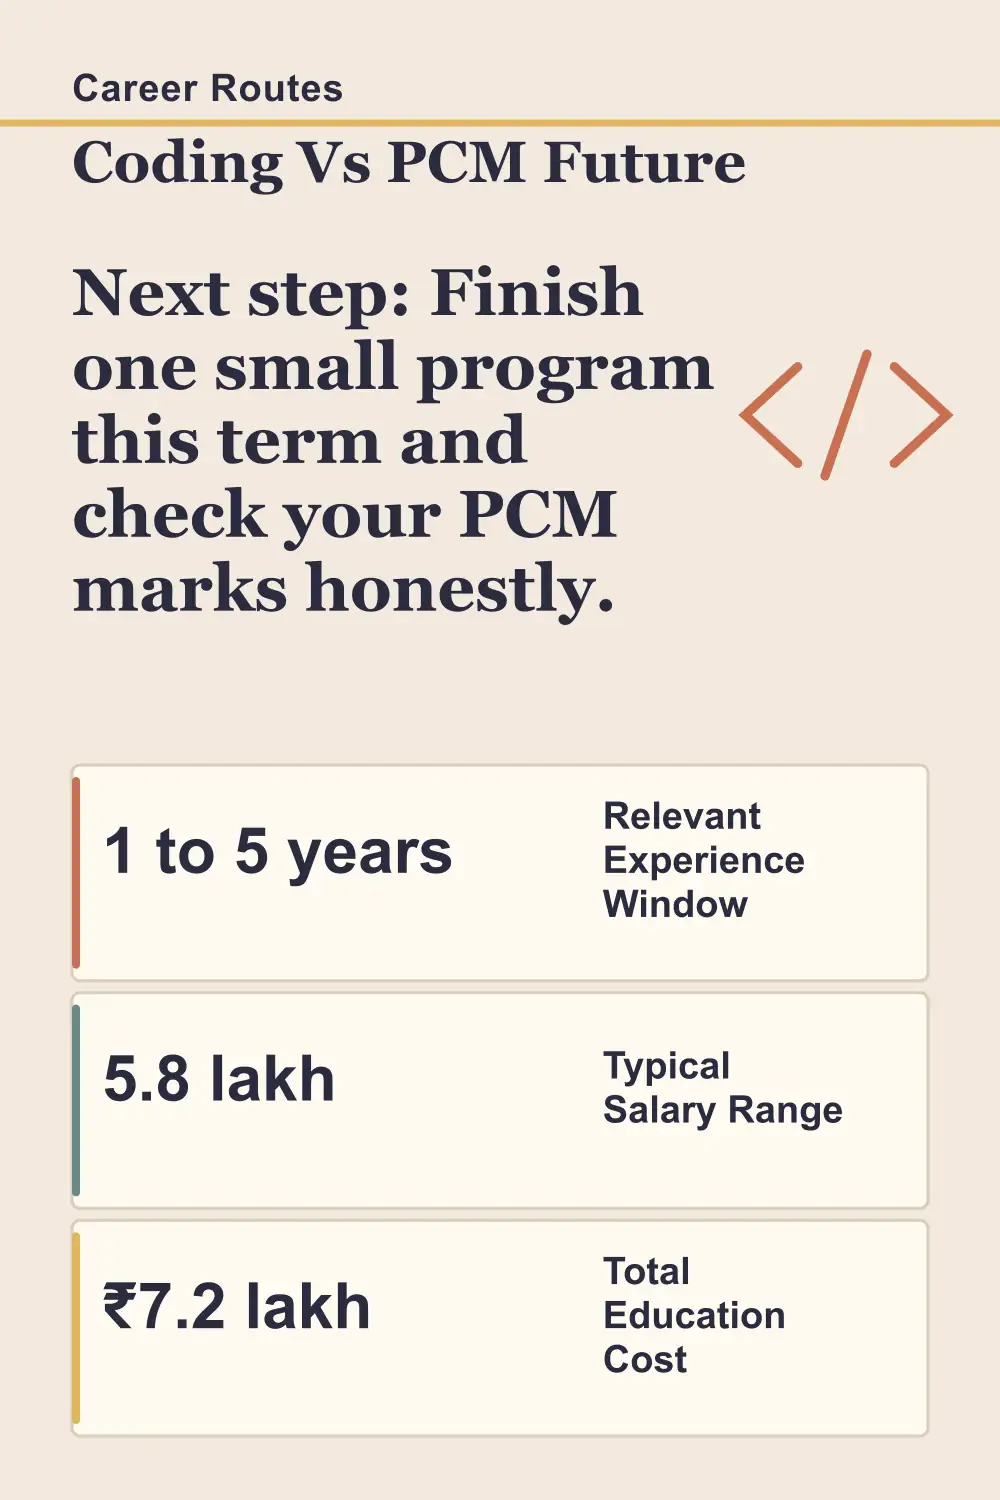 Career Routes
Coding Vs PCM Future
Next step: Finish
one small program
this term and
check your PCM
marks honestly.
1 to 5 years
Relevant
Experience
Window
5.8 lakh
Typical
Salary Range
₹7.2 lakh
Total
Education
Cost